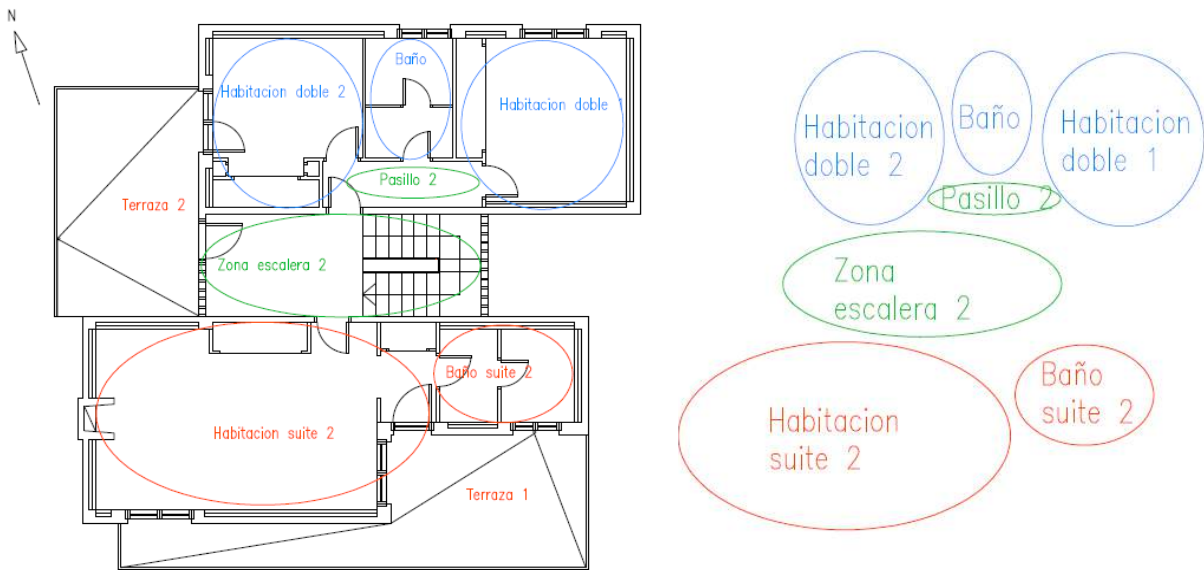 N
Baño
Habitacion doble 2
Habitacion doble 1
Pasillo 2
Terraza 2
Zona escalera 2
Baño suite 2
Habitacion suite 2
Terraza 1
Habitacion
doble 2
Baño
Habitacion
doble 1
Pasillo 2
Zona
escalera 2
Habitacion
suite 2
Baño
suite 2